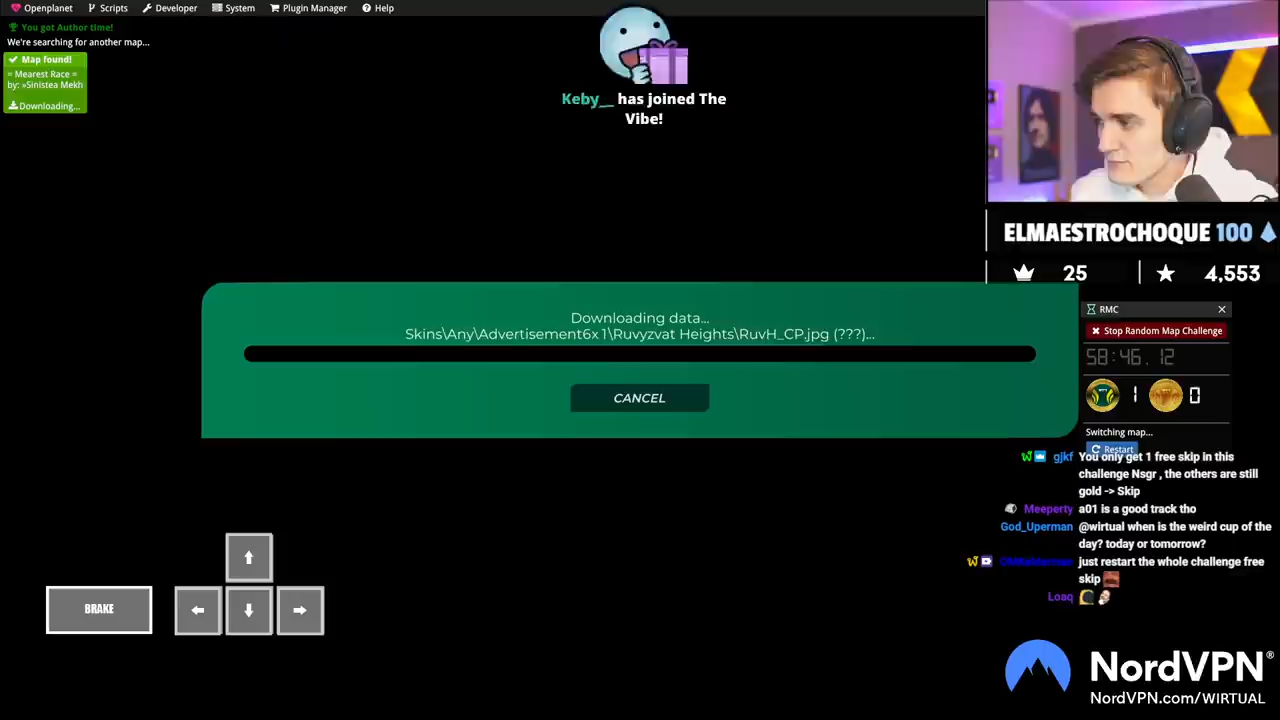 Openplanet Scripts Developer System Plugin Manager Help
You got Author time!
We're searching for another map...
Map found!
= Mearest Race =
by: »Sinistea Mekh
Downloading...
Keby__ has joined The
Vibe!
ELMAESTROCHOQUE 100
25 4,553
Downloading data...
Skins\Any\Advertisement6x1\Ruvyzvat Heights\RuvH_CP.jpg (???)...
CANCEL
RMC
Stop Random Map Challenge
58:46.12
1 0
Switching map...
Restart
gjkf You only get 1 free skip in this
challenge Nsgr , the others are still
gold -> Skip
Meeperty a01 is a good track tho
God_Uperman @wirtual when is the weird cup of the
day? today or tomorrow?
just restart the whole challenge free
skip
Loaq
BRAKE
NordVPN®
NordVPN.com/WIRTUAL